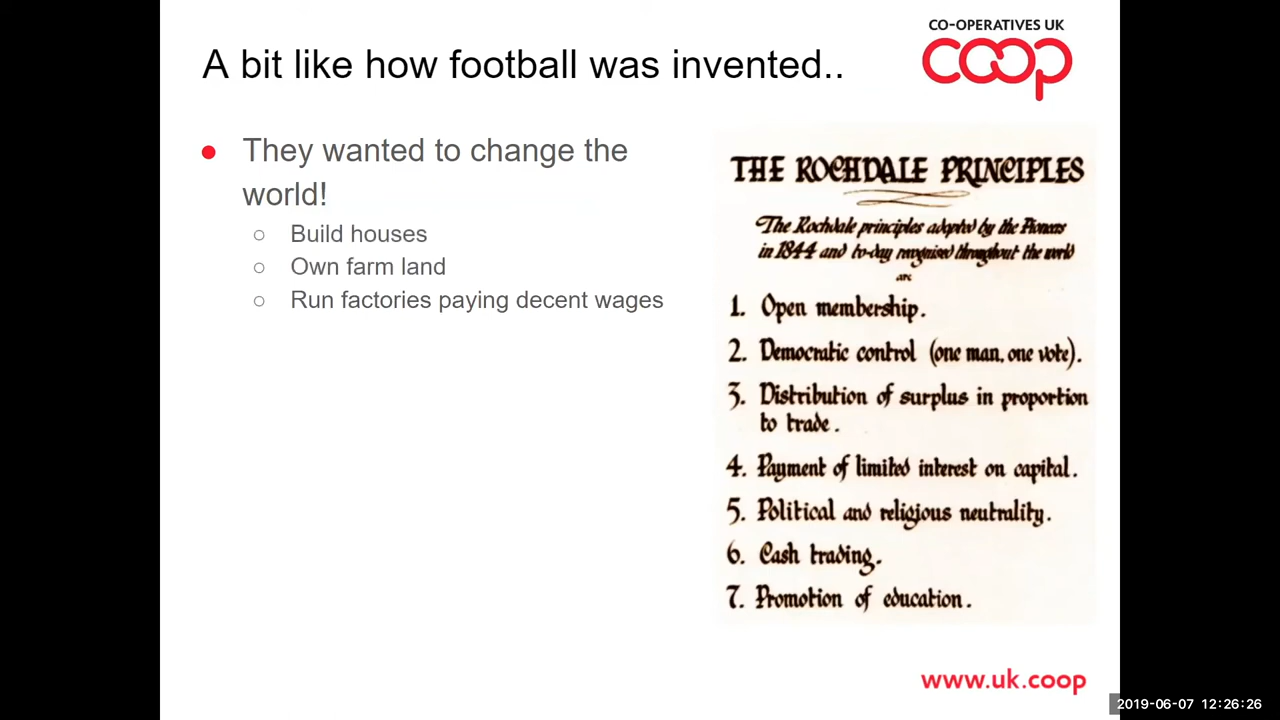 A bit like how football was invented..
CO-OPERATIVES UK
coop
They wanted to change the
world!
Build houses
Own farm land
Run factories paying decent wages
THE ROCHDALE PRINCIPLES
The Rochdale principles adopted by the Pioneers
in 1844 and to-day recognised throughout the world
are
1. Open membership.
2. Democratic control (one man, one vote).
3. Distribution of surplus in proportion
to trade.
4. Payment of limited interest on capital.
5. Political and religious neutrality.
6. Cash trading.
7. Promotion of education.
www.uk.coop
2019-06-07 12:26:26